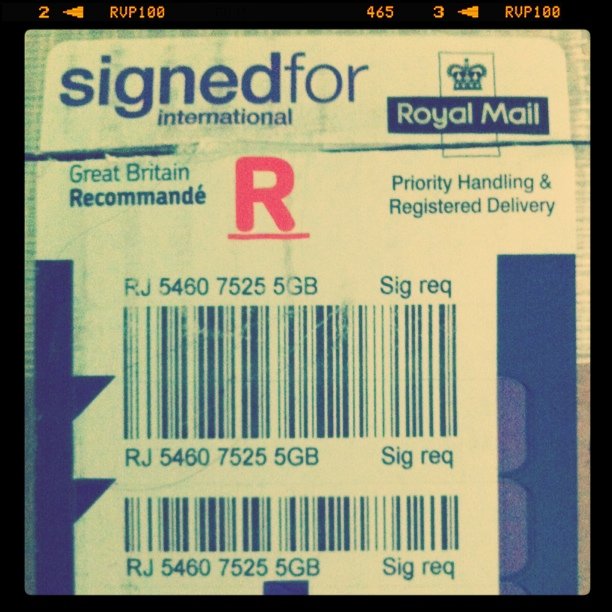 2 RVP100 465 3 RVP100
signedfor
international
Royal Mail
Great Britain
Recommandé
R
Priority Handling &
Registered Delivery
RJ 5460 7525 5GB Sig req
RJ 5460 7525 5GB Sig req
RJ 5460 7525 5GB Sig req